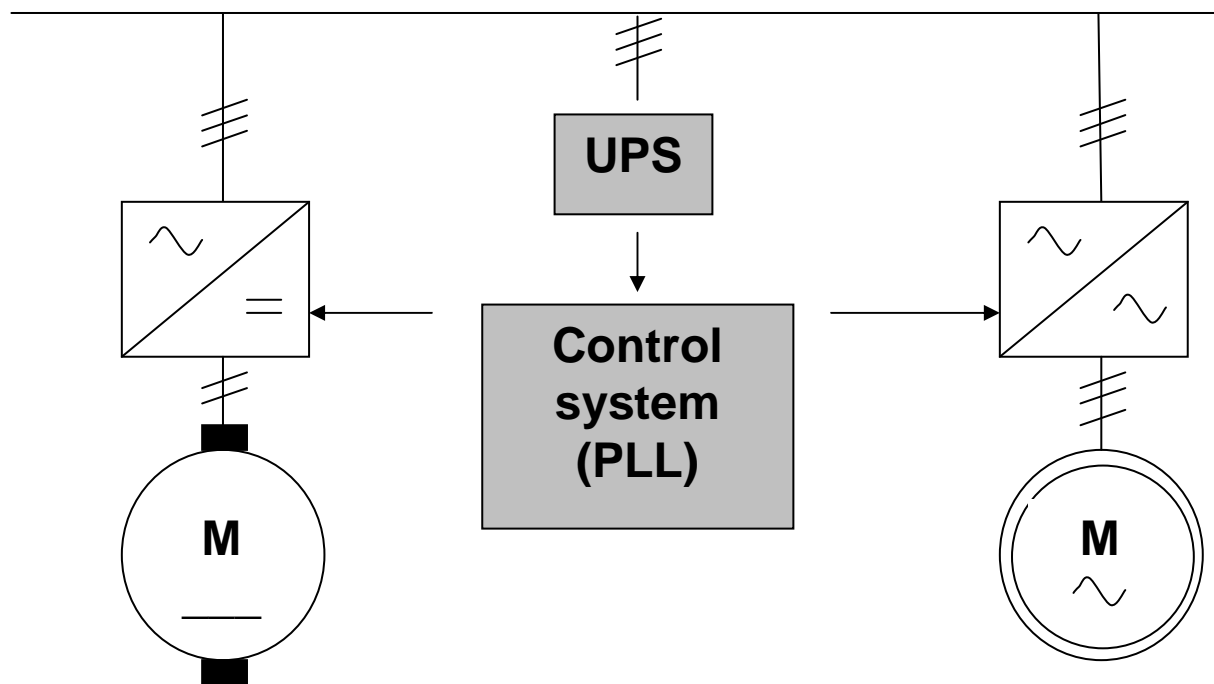 UPS
Control
system
(PLL)
M
M